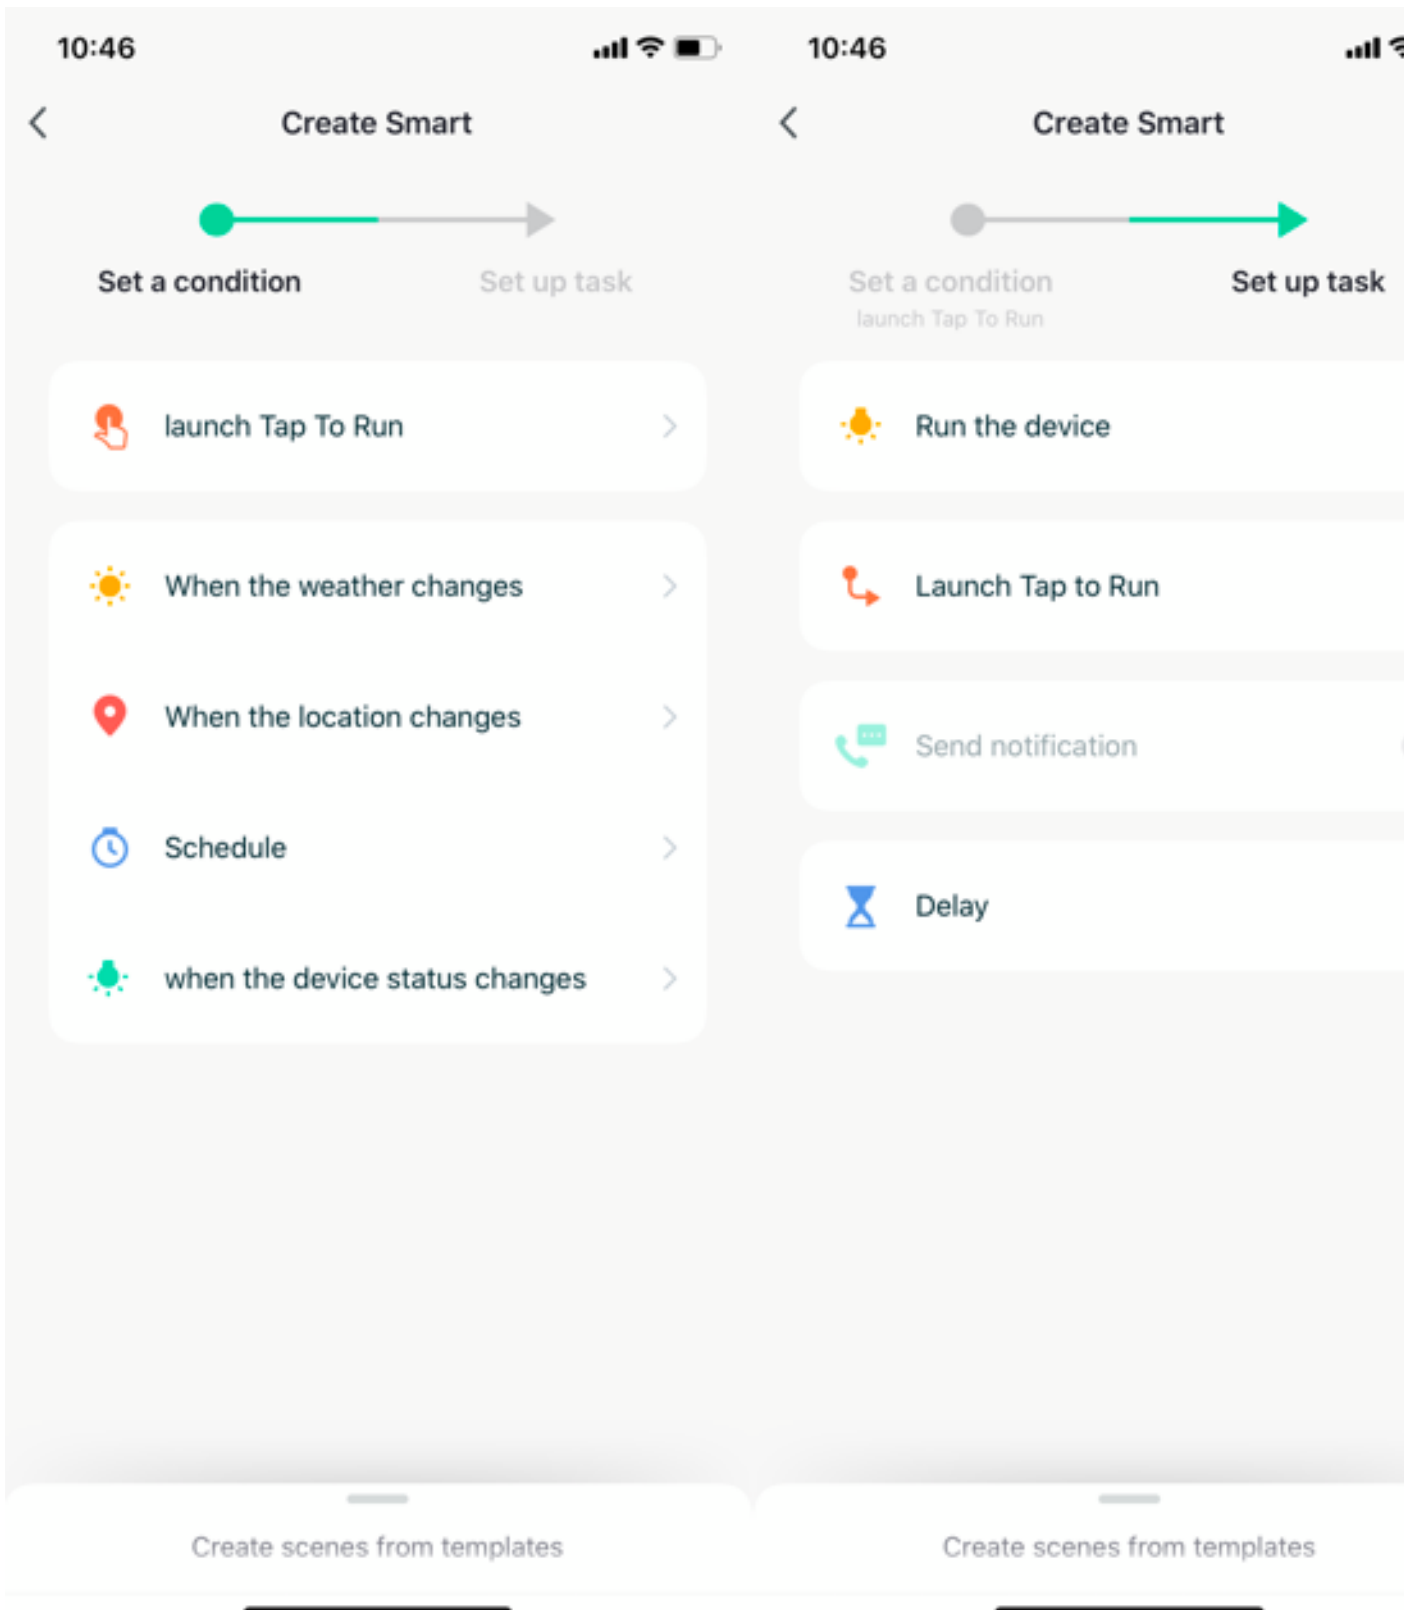 10:46
Create Smart
Set a condition
Set up task
launch Tap To Run
When the weather changes
When the location changes
Schedule
when the device status changes
Create scenes from templates
10:46
Create Smart
Set a condition
launch Tap To Run
Set up task
Run the device
Launch Tap to Run
Send notification
Delay
Create scenes from templates